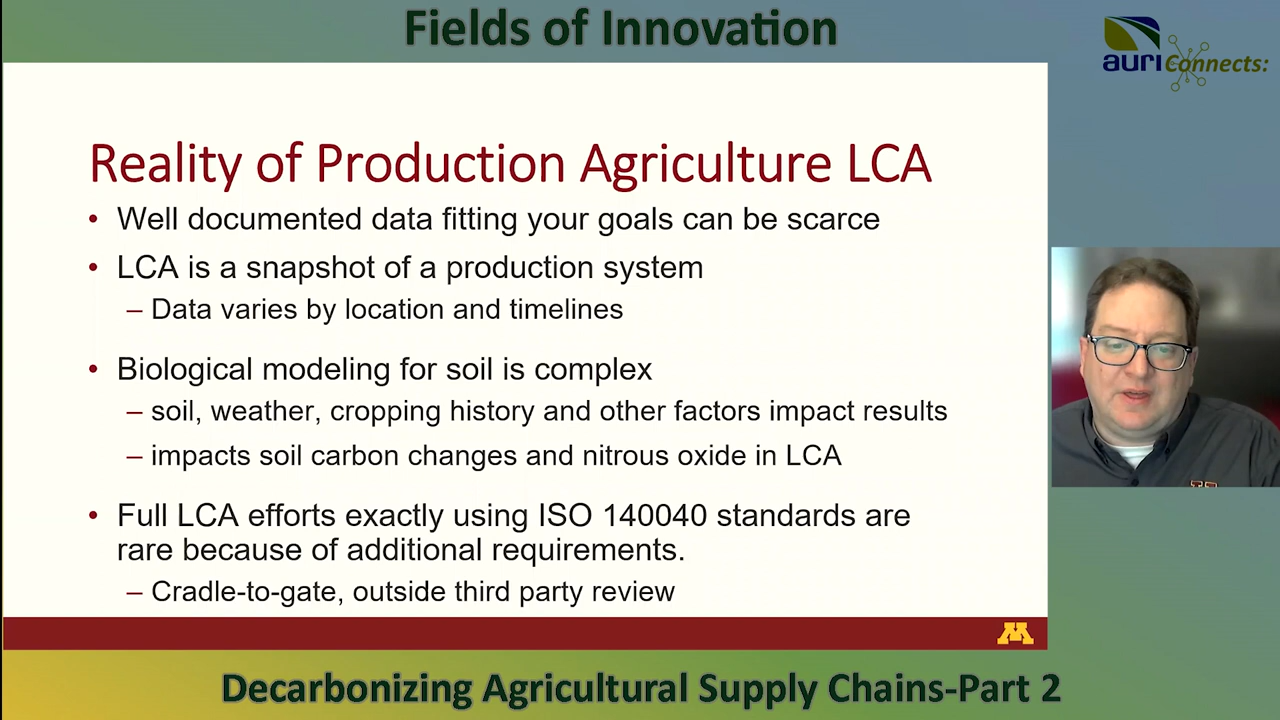 Fields of Innovation
auri Connects:
Reality of Production Agriculture LCA
• Well documented data fitting your goals can be scarce
• LCA is a snapshot of a production system
– Data varies by location and timelines
• Biological modeling for soil is complex
– soil, weather, cropping history and other factors impact results
– impacts soil carbon changes and nitrous oxide in LCA
• Full LCA efforts exactly using ISO 140040 standards are
rare because of additional requirements.
– Cradle-to-gate, outside third party review
M
Decarbonizing Agricultural Supply Chains-Part 2